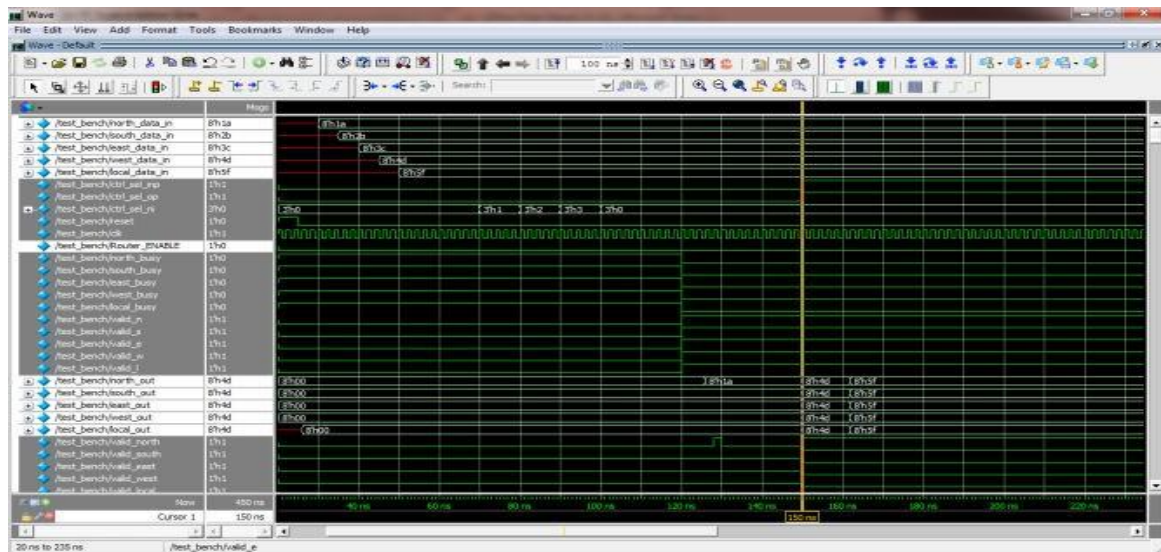 Wave
File Edit View Add Format Tools Bookmarks Window Help
Wave - Default
100 ns
Search:
Msgs
/test_bench/north_data_in 8'h1a 8'h1a
/test_bench/south_data_in 8'h2b 8'h2b
/test_bench/east_data_in 8'h3c 8'h3c
/test_bench/west_data_in 8'h4d 8'h4d
/test_bench/local_data_in 8'h5f 8'h5f
/test_bench/ctrl_sel_inp 1'h1
/test_bench/ctrl_sel_op 1'h1
/test_bench/ctrl_sel_ni 3'h0 3'h0 3'h1 3'h2 3'h3 3'h0
/test_bench/reset 1'h0
/test_bench/clk 1'h1
/test_bench/Router_ENABLE 1'h0
/test_bench/north_busy 1'h0
/test_bench/south_busy 1'h0
/test_bench/east_busy 1'h0
/test_bench/west_busy 1'h0
/test_bench/local_busy 1'h0
/test_bench/valid_n 1'h1
/test_bench/valid_s 1'h1
/test_bench/valid_e 1'h1
/test_bench/valid_w 1'h1
/test_bench/valid_l 1'h1
/test_bench/north_out 8'h4d 8'h00 8'h1a 8'h4d 8'h5f
/test_bench/south_out 8'h4d 8'h00 8'h4d 8'h5f
/test_bench/east_out 8'h4d 8'h00 8'h4d 8'h5f
/test_bench/west_out 8'h4d 8'h00 8'h4d 8'h5f
/test_bench/local_out 8'h4d 8'h00 8'h4d 8'h5f
/test_bench/valid_north 1'h1
/test_bench/valid_south 1'h1
/test_bench/valid_east 1'h1
/test_bench/valid_west 1'h1
/test_bench/valid_local 1'h1
Now 450 ns 40 ns 60 ns 80 ns 100 ns 120 ns 140 ns 160 ns 180 ns 200 ns 220 ns
Cursor 1 150 ns 150 ns
20 ns to 235 ns /test_bench/valid_e